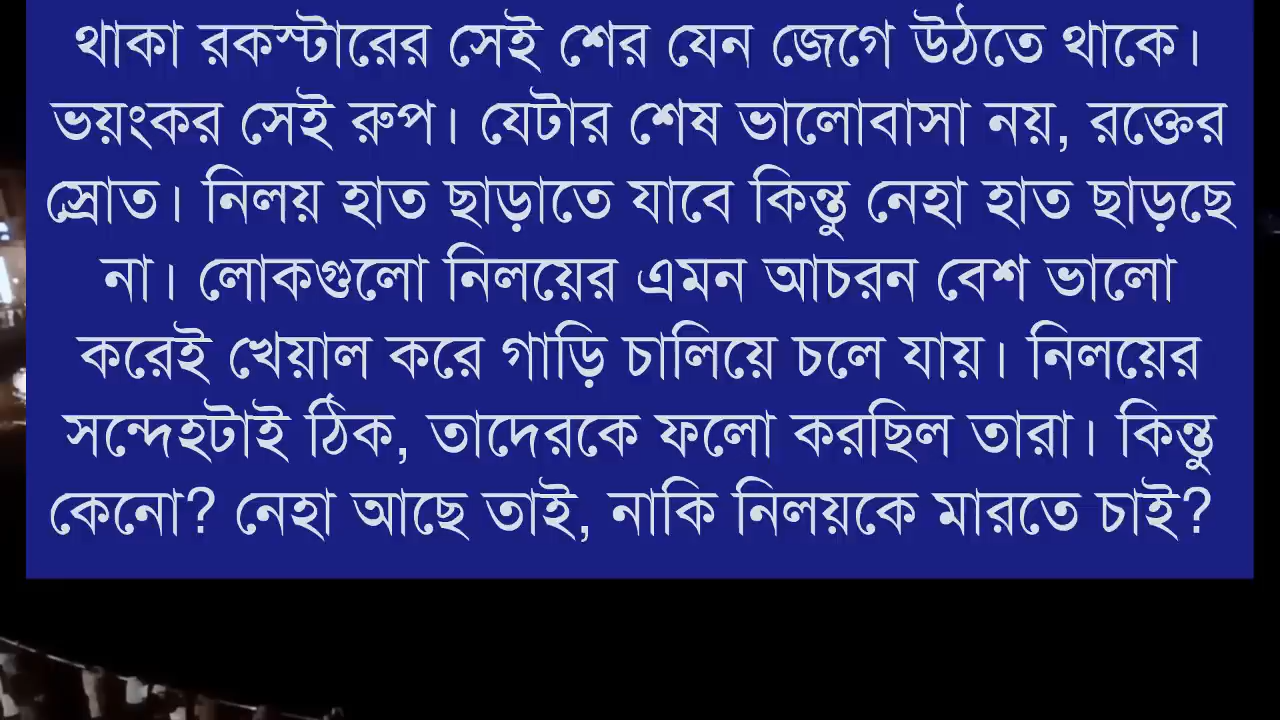 থাকা রকস্টারের সেই শের যেন জেগে উঠতে থাকে।
ভয়ংকর সেই রুপ। যেটার শেষ ভালোবাসা নয়, রক্তের
স্রোত। নিলয় হাত ছাড়াতে যাবে কিন্তু নেহা হাত ছাড়ছে
না। লোকগুলো নিলয়ের এমন আচরন বেশ ভালো
করেই খেয়াল করে গাড়ি চালিয়ে চলে যায়। নিলয়ের
সন্দেহটাই ঠিক, তাদেরকে ফলো করছিল তারা। কিন্তু
কেনো? নেহা আছে তাই, নাকি নিলয়কে মারতে চাই?